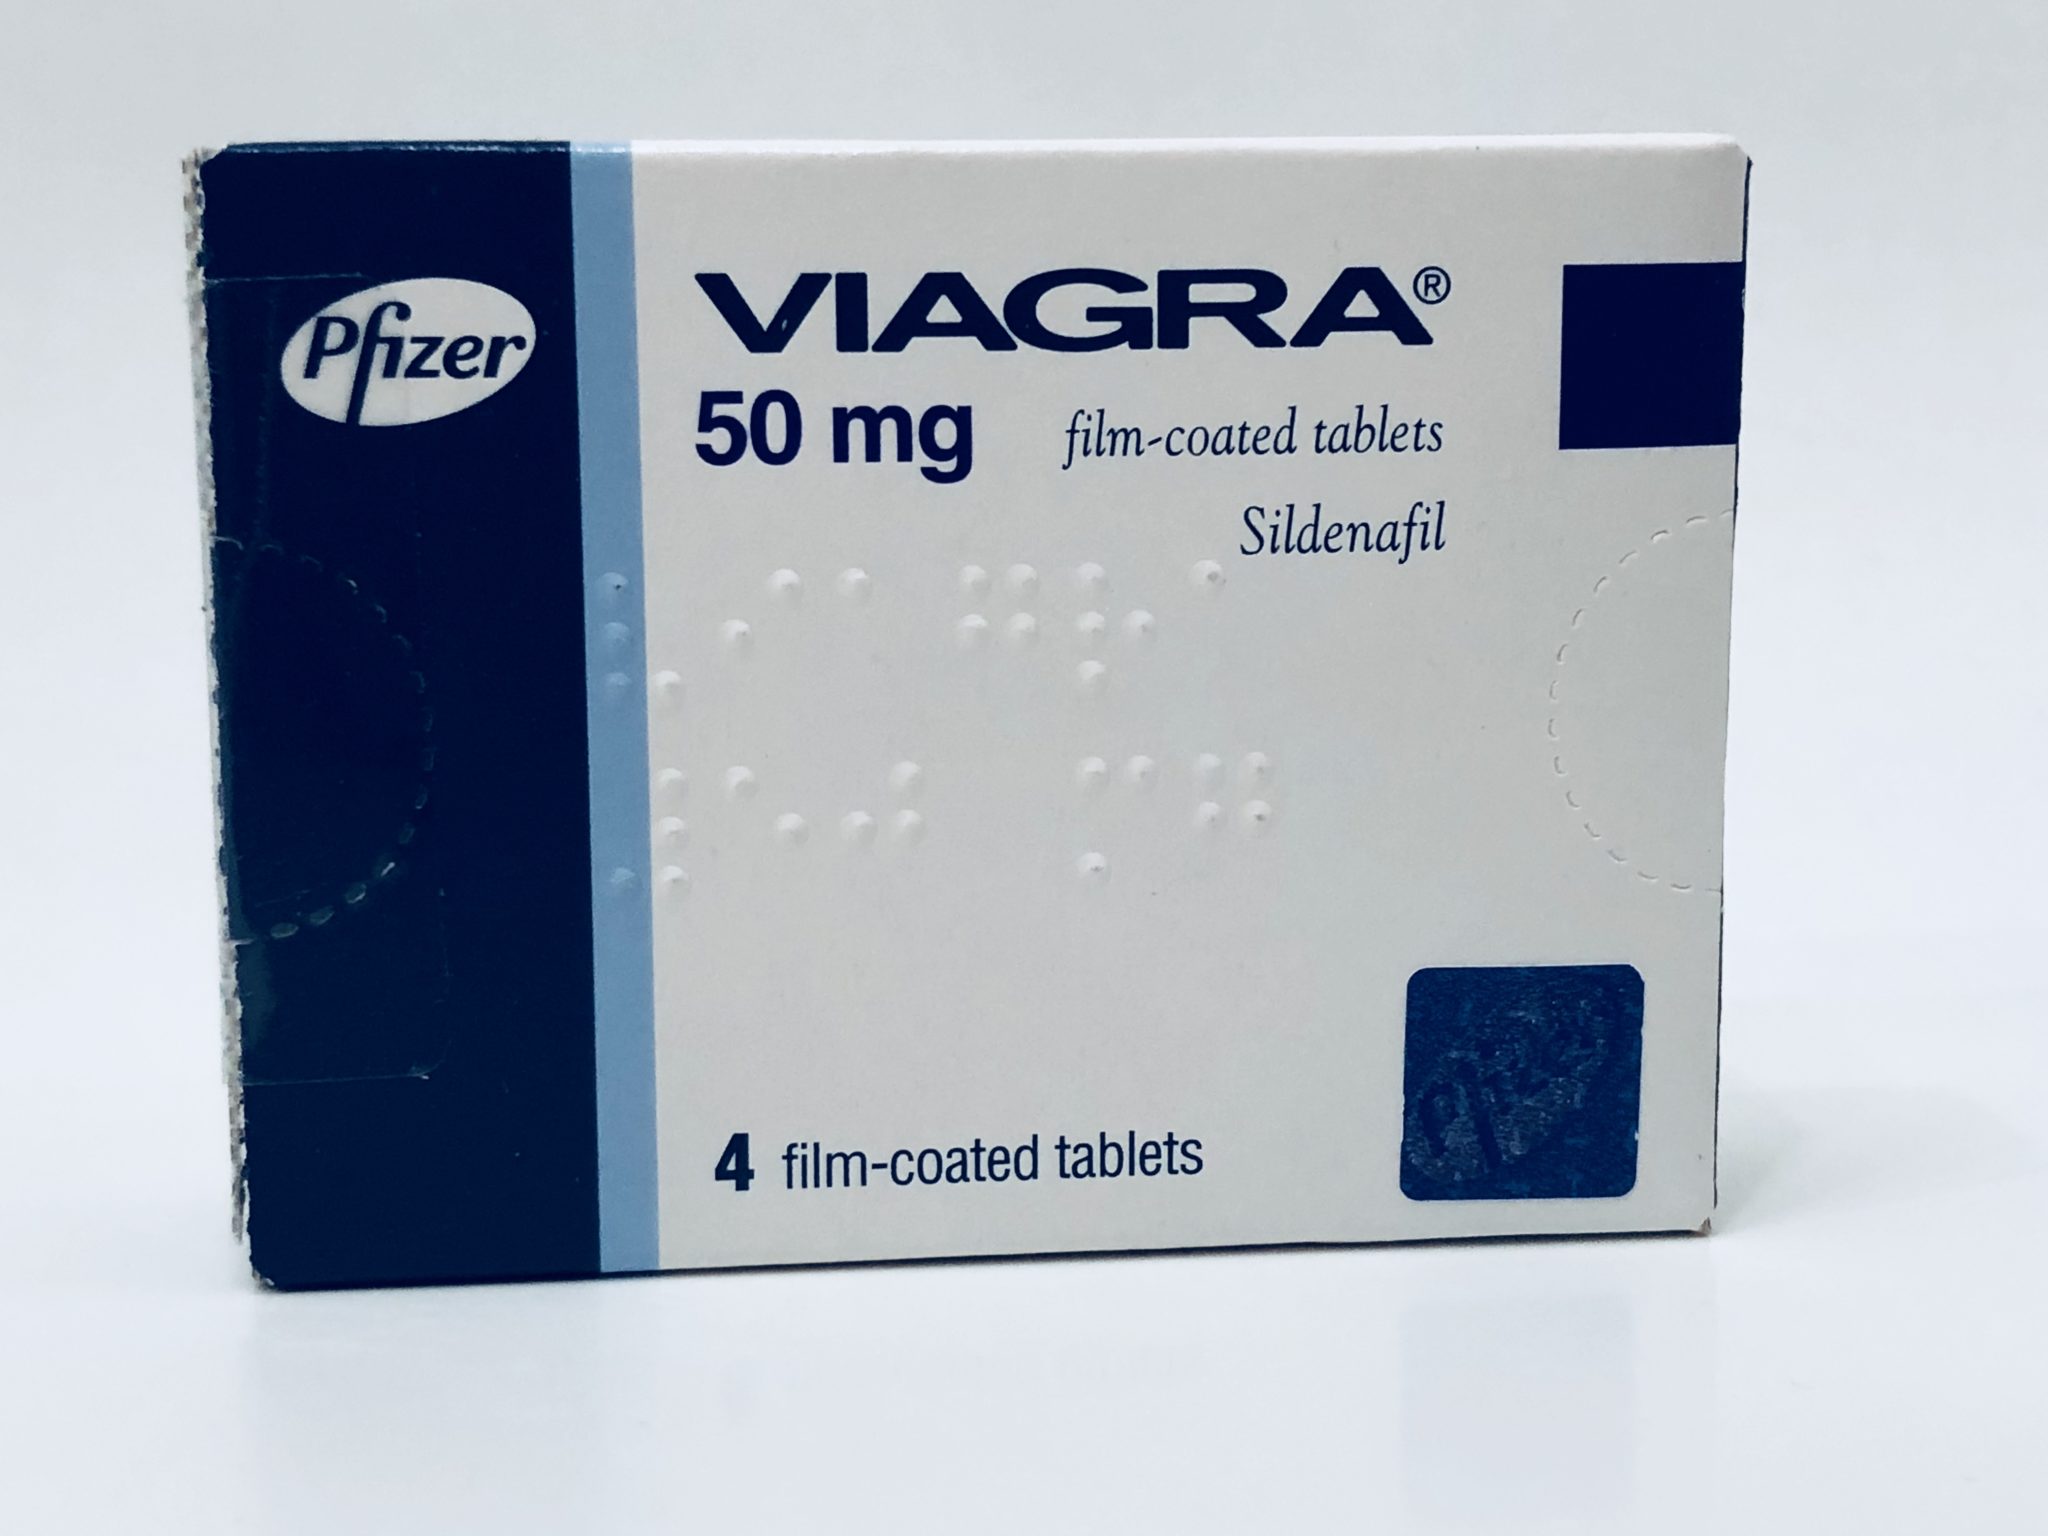 Pfizer
VIAGRA®
50 mg film-coated tablets
Sildenafil
4 film-coated tablets